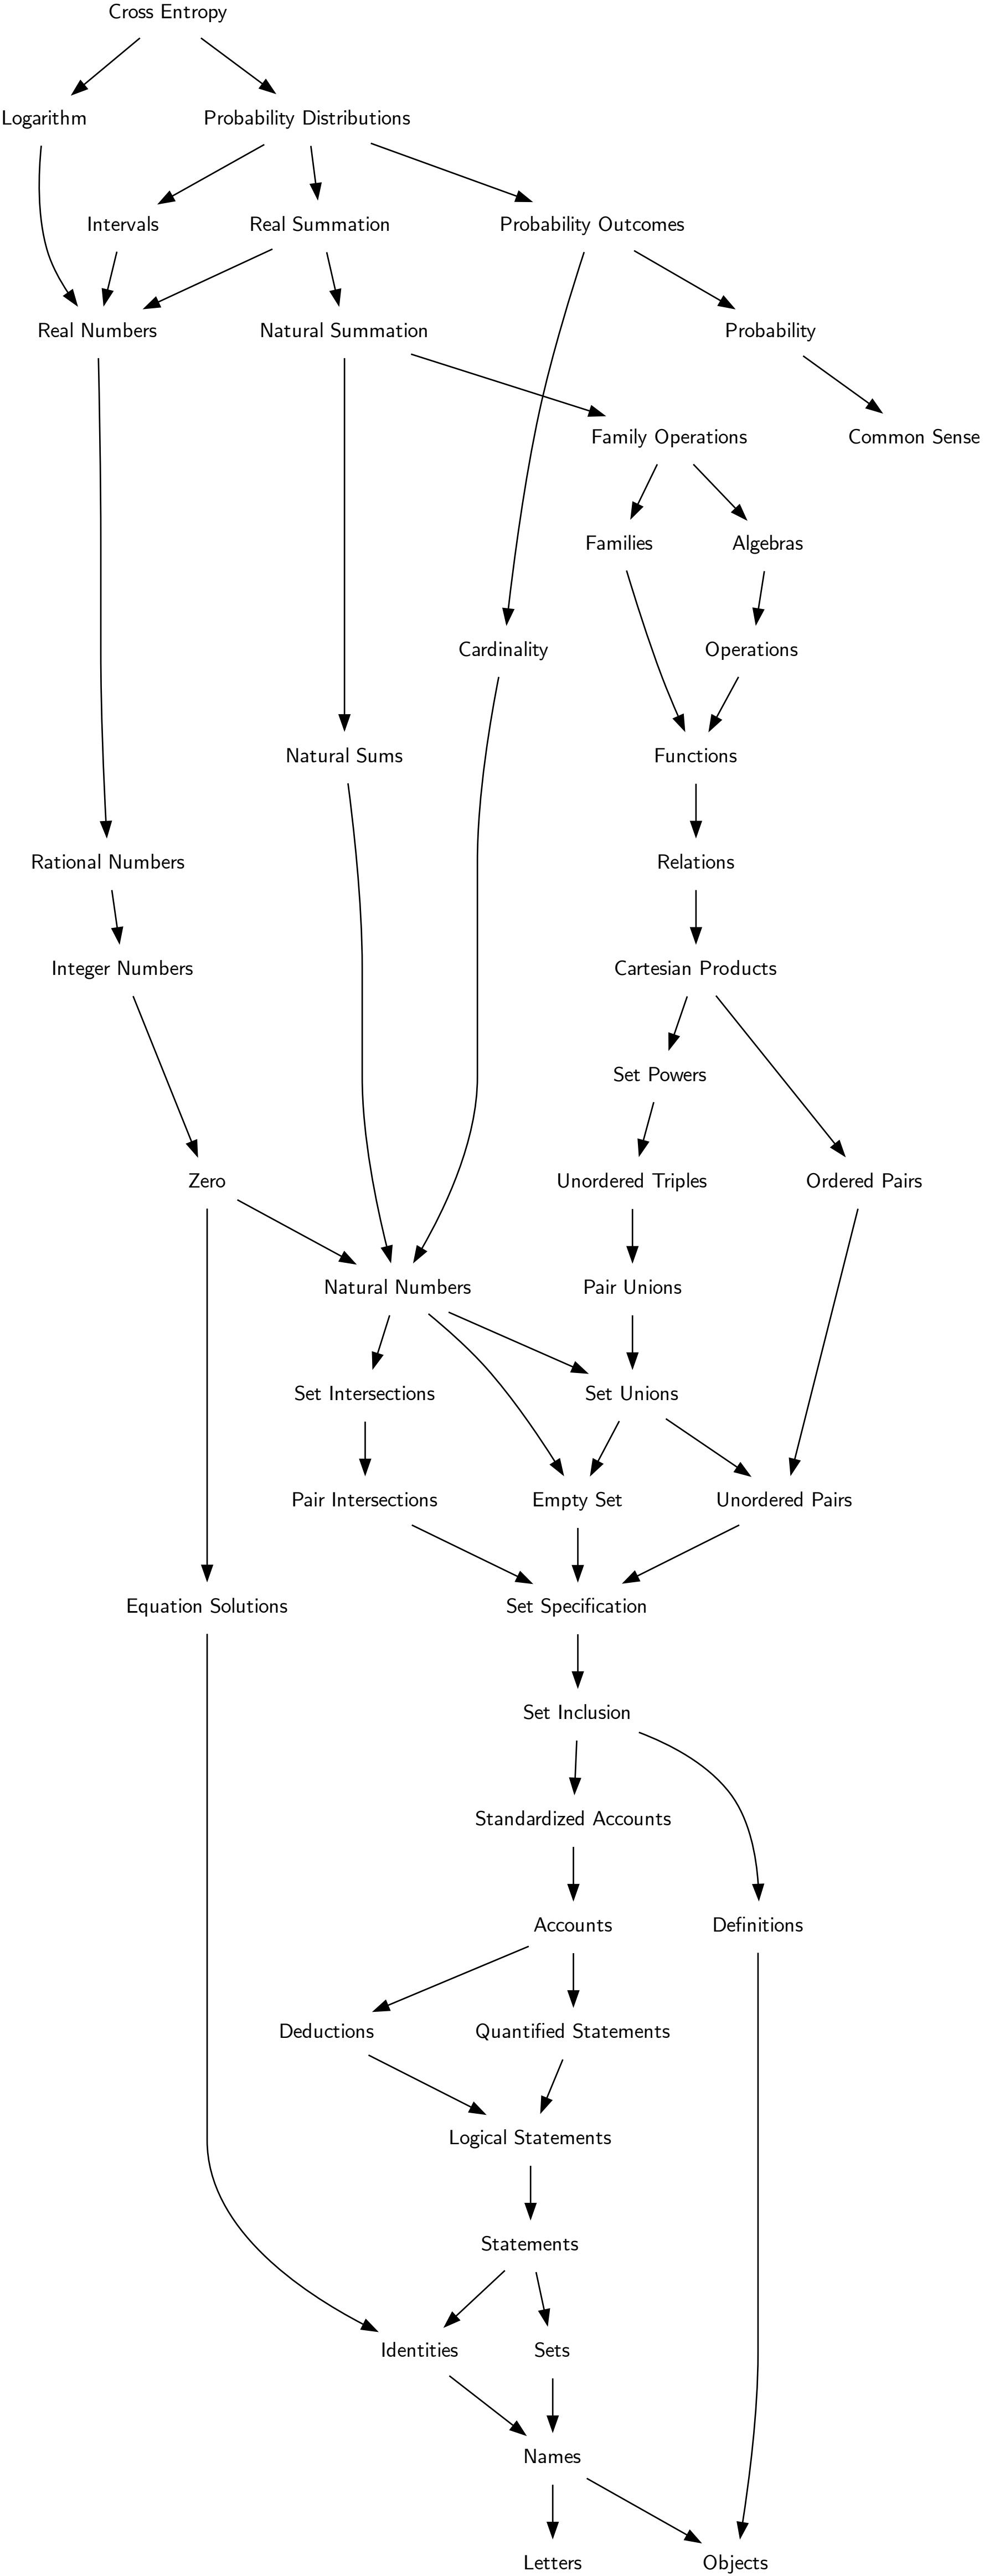 Cross Entropy
Logarithm
Probability Distributions
Intervals
Real Summation
Probability Outcomes
Real Numbers
Natural Summation
Probability
Family Operations
Common Sense
Families
Algebras
Cardinality
Operations
Natural Sums
Functions
Rational Numbers
Relations
Integer Numbers
Cartesian Products
Set Powers
Zero
Unordered Triples
Ordered Pairs
Natural Numbers
Pair Unions
Set Intersections
Set Unions
Pair Intersections
Empty Set
Unordered Pairs
Equation Solutions
Set Specification
Set Inclusion
Standardized Accounts
Accounts
Definitions
Deductions
Quantified Statements
Logical Statements
Statements
Identities
Sets
Names
Letters
Objects